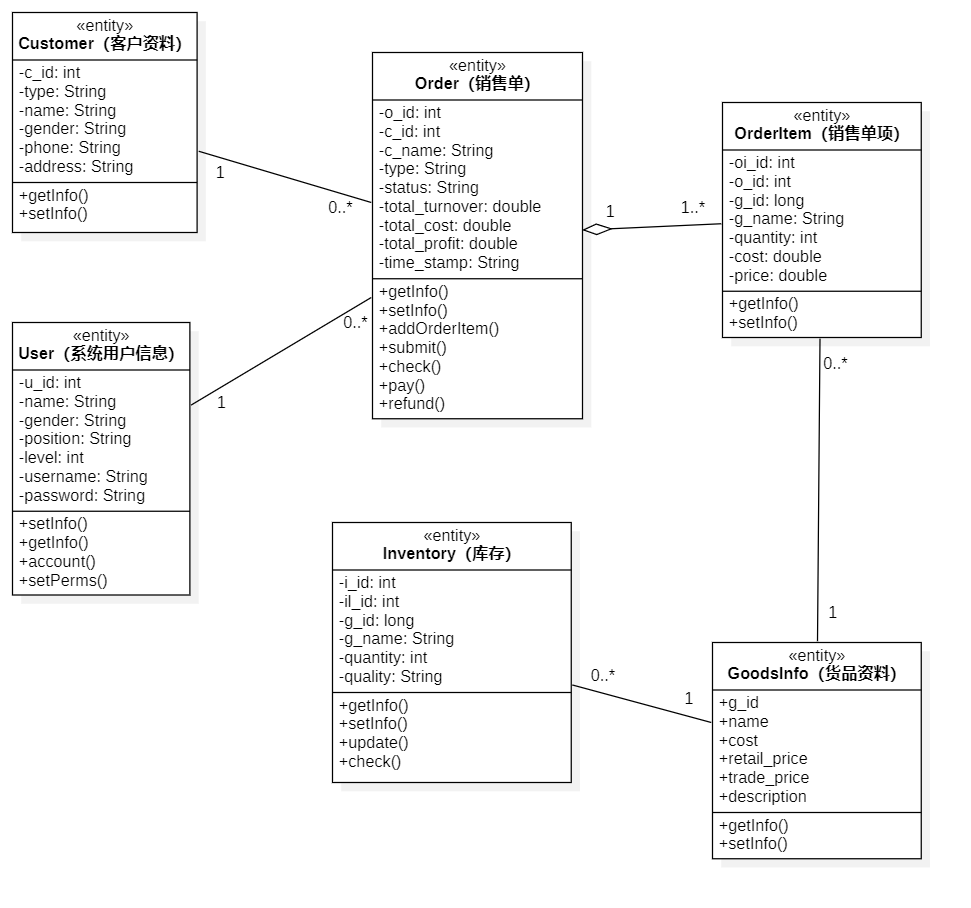 «entity»
Customer（客户资料）
-c_id: int
-type: String
-name: String
-gender: String
-phone: String
-address: String
+getInfo()
+setInfo()
1
0..*
«entity»
Order（销售单）
-o_id: int
-c_id: int
-c_name: String
-type: String
-status: String
-total_turnover: double
-total_cost: double
-total_profit: double
-time_stamp: String
+getInfo()
+setInfo()
+addOrderItem()
+submit()
+check()
+pay()
+refund()
1
1..*
«entity»
OrderItem（销售单项）
-oi_id: int
-o_id: int
-g_id: long
-g_name: String
-quantity: int
-cost: double
-price: double
+getInfo()
+setInfo()
0..*
1
«entity»
User（系统用户信息）
-u_id: int
-name: String
-gender: String
-position: String
-level: int
-username: String
-password: String
+setInfo()
+getInfo()
+account()
+setPerms()
1
0..*
«entity»
Inventory（库存）
-i_id: int
-il_id: int
-g_id: long
-g_name: String
-quantity: int
-quality: String
+getInfo()
+setInfo()
+update()
+check()
0..*
1
«entity»
GoodsInfo（货品资料）
+g_id
+name
+cost
+retail_price
+trade_price
+description
+getInfo()
+setInfo()